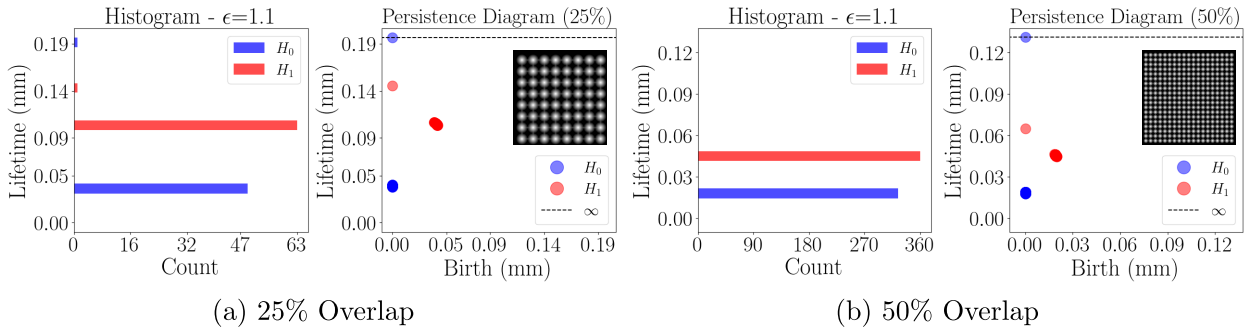 Histogram - ϵ=1.1
Lifetime (mm)
0.19
0.14
0.09
0.05
0.00
0
16
32
47
63
Count
H₀
H₁
Persistence Diagram (25%)
Lifetime (mm)
0.19
0.14
0.09
0.05
0.00
0.00
0.05
0.09
0.14
0.19
Birth (mm)
H₀
H₁
∞
(a) 25% Overlap
Histogram - ϵ=1.1
Lifetime (mm)
0.12
0.09
0.06
0.03
0.00
0
90
180
270
360
Count
H₀
H₁
Persistence Diagram (50%)
Lifetime (mm)
0.12
0.09
0.06
0.03
0.00
0.00
0.03
0.06
0.09
0.12
Birth (mm)
H₀
H₁
∞
(b) 50% Overlap